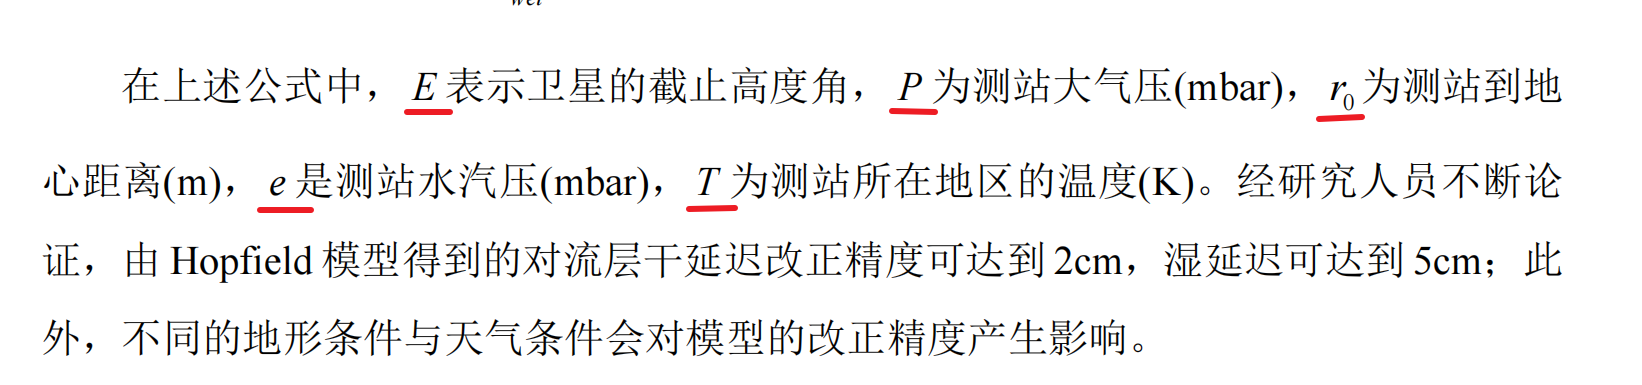 wet
在上述公式中，E 表示卫星的截止高度角，P 为测站大气压(mbar)，r₀ 为测站到地
心距离(m)，e 是测站水汽压(mbar)，T 为测站所在地区的温度(K)。经研究人员不断论
证，由 Hopfield 模型得到的对流层干延迟改正精度可达到 2cm，湿延迟可达到 5cm；此
外，不同的地形条件与天气条件会对模型的改正精度产生影响。